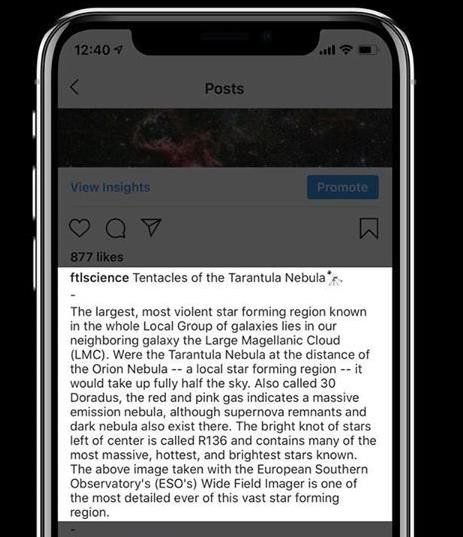 12:40
Posts
View Insights
Promote
877 likes
ftlscience Tentacles of the Tarantula Nebula
-
The largest, most violent star forming region known
in the whole Local Group of galaxies lies in our
neighboring galaxy the Large Magellanic Cloud
(LMC). Were the Tarantula Nebula at the distance of
the Orion Nebula -- a local star forming region -- it
would take up fully half the sky. Also called 30
Doradus, the red and pink gas indicates a massive
emission nebula, although supernova remnants and
dark nebula also exist there. The bright knot of stars
left of center is called R136 and contains many of the
most massive, hottest, and brightest stars known.
The above image taken with the European Southern
Observatory's (ESO's) Wide Field Imager is one of
the most detailed ever of this vast star forming
region.
-